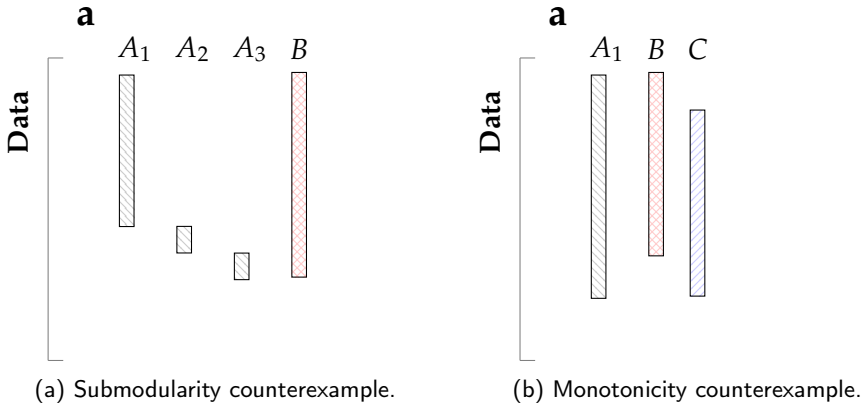 a
a
A1 A2 A3 B
A1 B C
Data
Data
(a) Submodularity counterexample.
(b) Monotonicity counterexample.